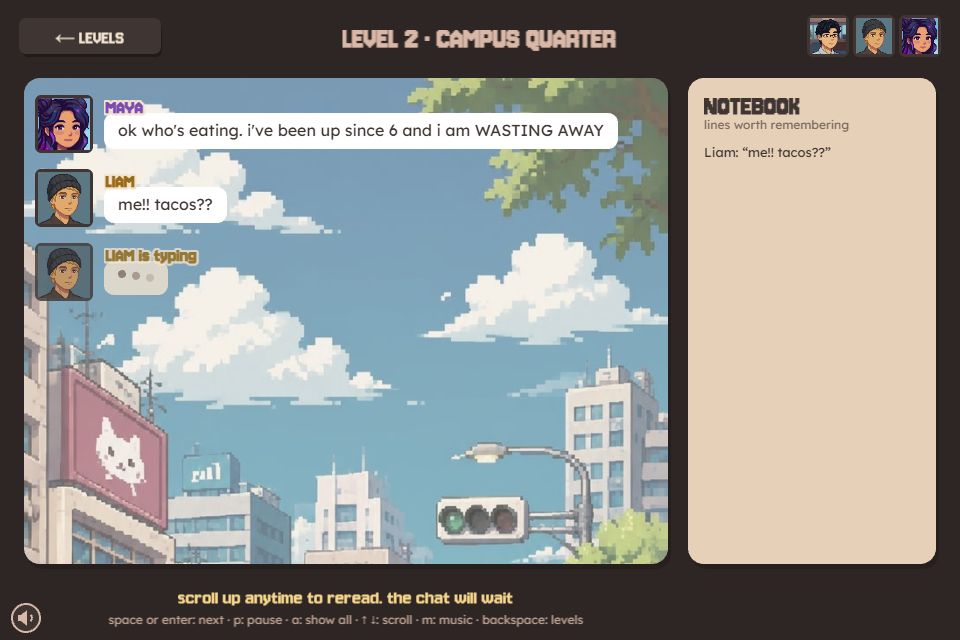 ← LEVELS
LEVEL 2 · CAMPUS QUARTER
MAYA
ok who's eating. i've been up since 6 and i am WASTING AWAY
LIAM
me!! tacos??
LIAM is typing
NOTEBOOK
lines worth remembering
Liam: “me!! tacos??”
scroll up anytime to reread. the chat will wait
space or enter: next · p: pause · a: show all · ↑ ↓: scroll · m: music · backspace: levels